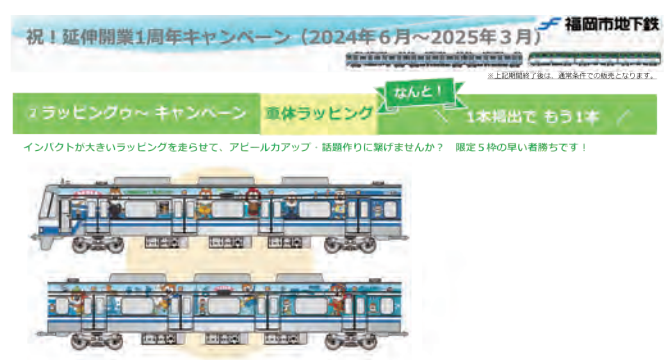 祝！延伸開業1周年キャンペーン（2024年６月～2025年３月）
福岡市地下鉄
※上記期間終了後は、通常条件での販売となります。
ラッピングゥ～ キャンペーン
車体ラッピング
なんと！
1本掲出で もう1本
インパクトが大きいラッピングを走らせて、アピール力アップ・話題作りに繋げませんか？　限定５枠の早い者勝ちです！